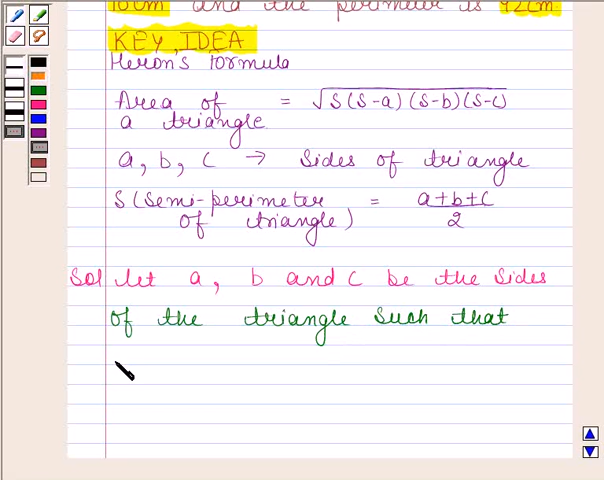 10cm and the perimeter is 42cm
KEY IDEA
Heron's formula
Area of = √S(S-a)(S-b)(S-c)
a triangle
a, b, c → Sides of triangle
S(Semi-perimeter = a+b+c
of triangle) 2
Sol let a, b and c be the Sides
of the triangle Such that